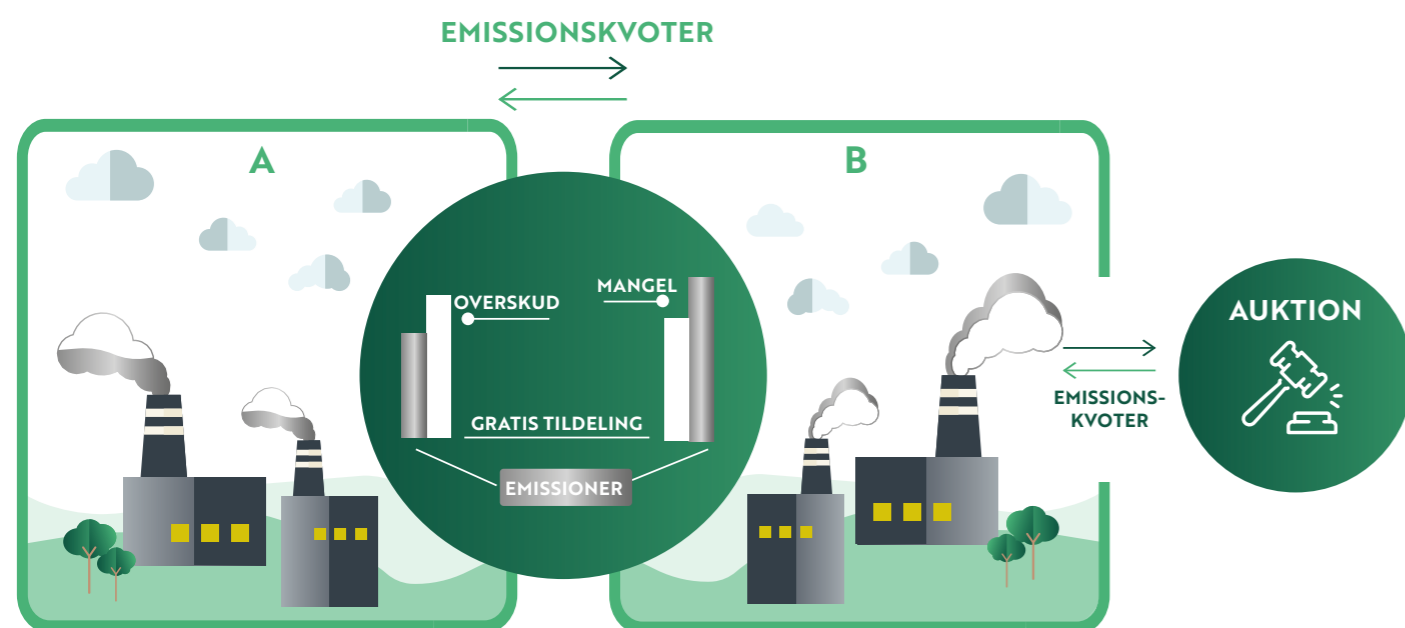 EMISSIONSKVOTER
A
B
OVERSKUD
MANGEL
GRATIS TILDELING
EMISSIONER
AUKTION
EMISSIONS-
KVOTER